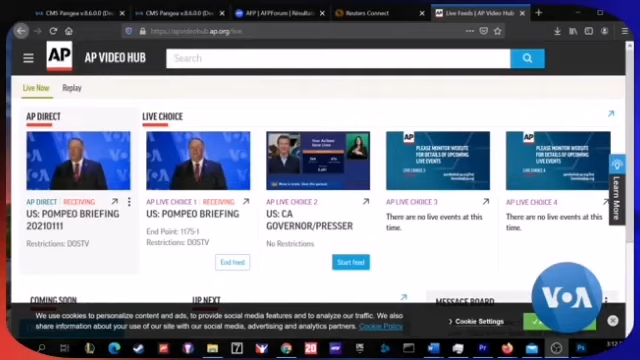 CMS Pangea v.8.6.0.0 (Dev.
CMS Pangea v.8.6.0.0 (Dev.
AFP | AFPForum | Résultats
Reuters Connect
Live Feeds | AP Video Hub
https://apvideohub.ap.org/live
AP
AP VIDEO HUB
Search
Live Now
Replay
AP DIRECT
LIVE CHOICE
AP DIRECT
RECEIVING
US: POMPEO BRIEFING
20210111
Restrictions: DOSTV
AP LIVE CHOICE 1
RECEIVING
US: POMPEO BRIEFING
End Point: 1175-1
Restrictions: DOSTV
End feed
AP LIVE CHOICE 2
US: CA
GOVERNOR/PRESSER
No Restrictions
Start feed
AP
PLEASE MONITOR WEBSITE
FOR DETAILS OF UPCOMING
LIVE EVENTS
AP LIVE CHOICE 3
There are no live events at this
time.
AP
PLEASE MONITOR WEBSITE
FOR DETAILS OF UPCOMING
LIVE EVENTS
AP LIVE CHOICE 4
There are no live events at this
time.
Learn More
COMING SOON
UP NEXT
MESSAGE BOARD
We use cookies to personalize content and ads, to provide social media features and to analyze our traffic. We also
share information about your use of our site with our social media, advertising and analytics partners. Cookie Policy
Cookie Settings
VOA
20